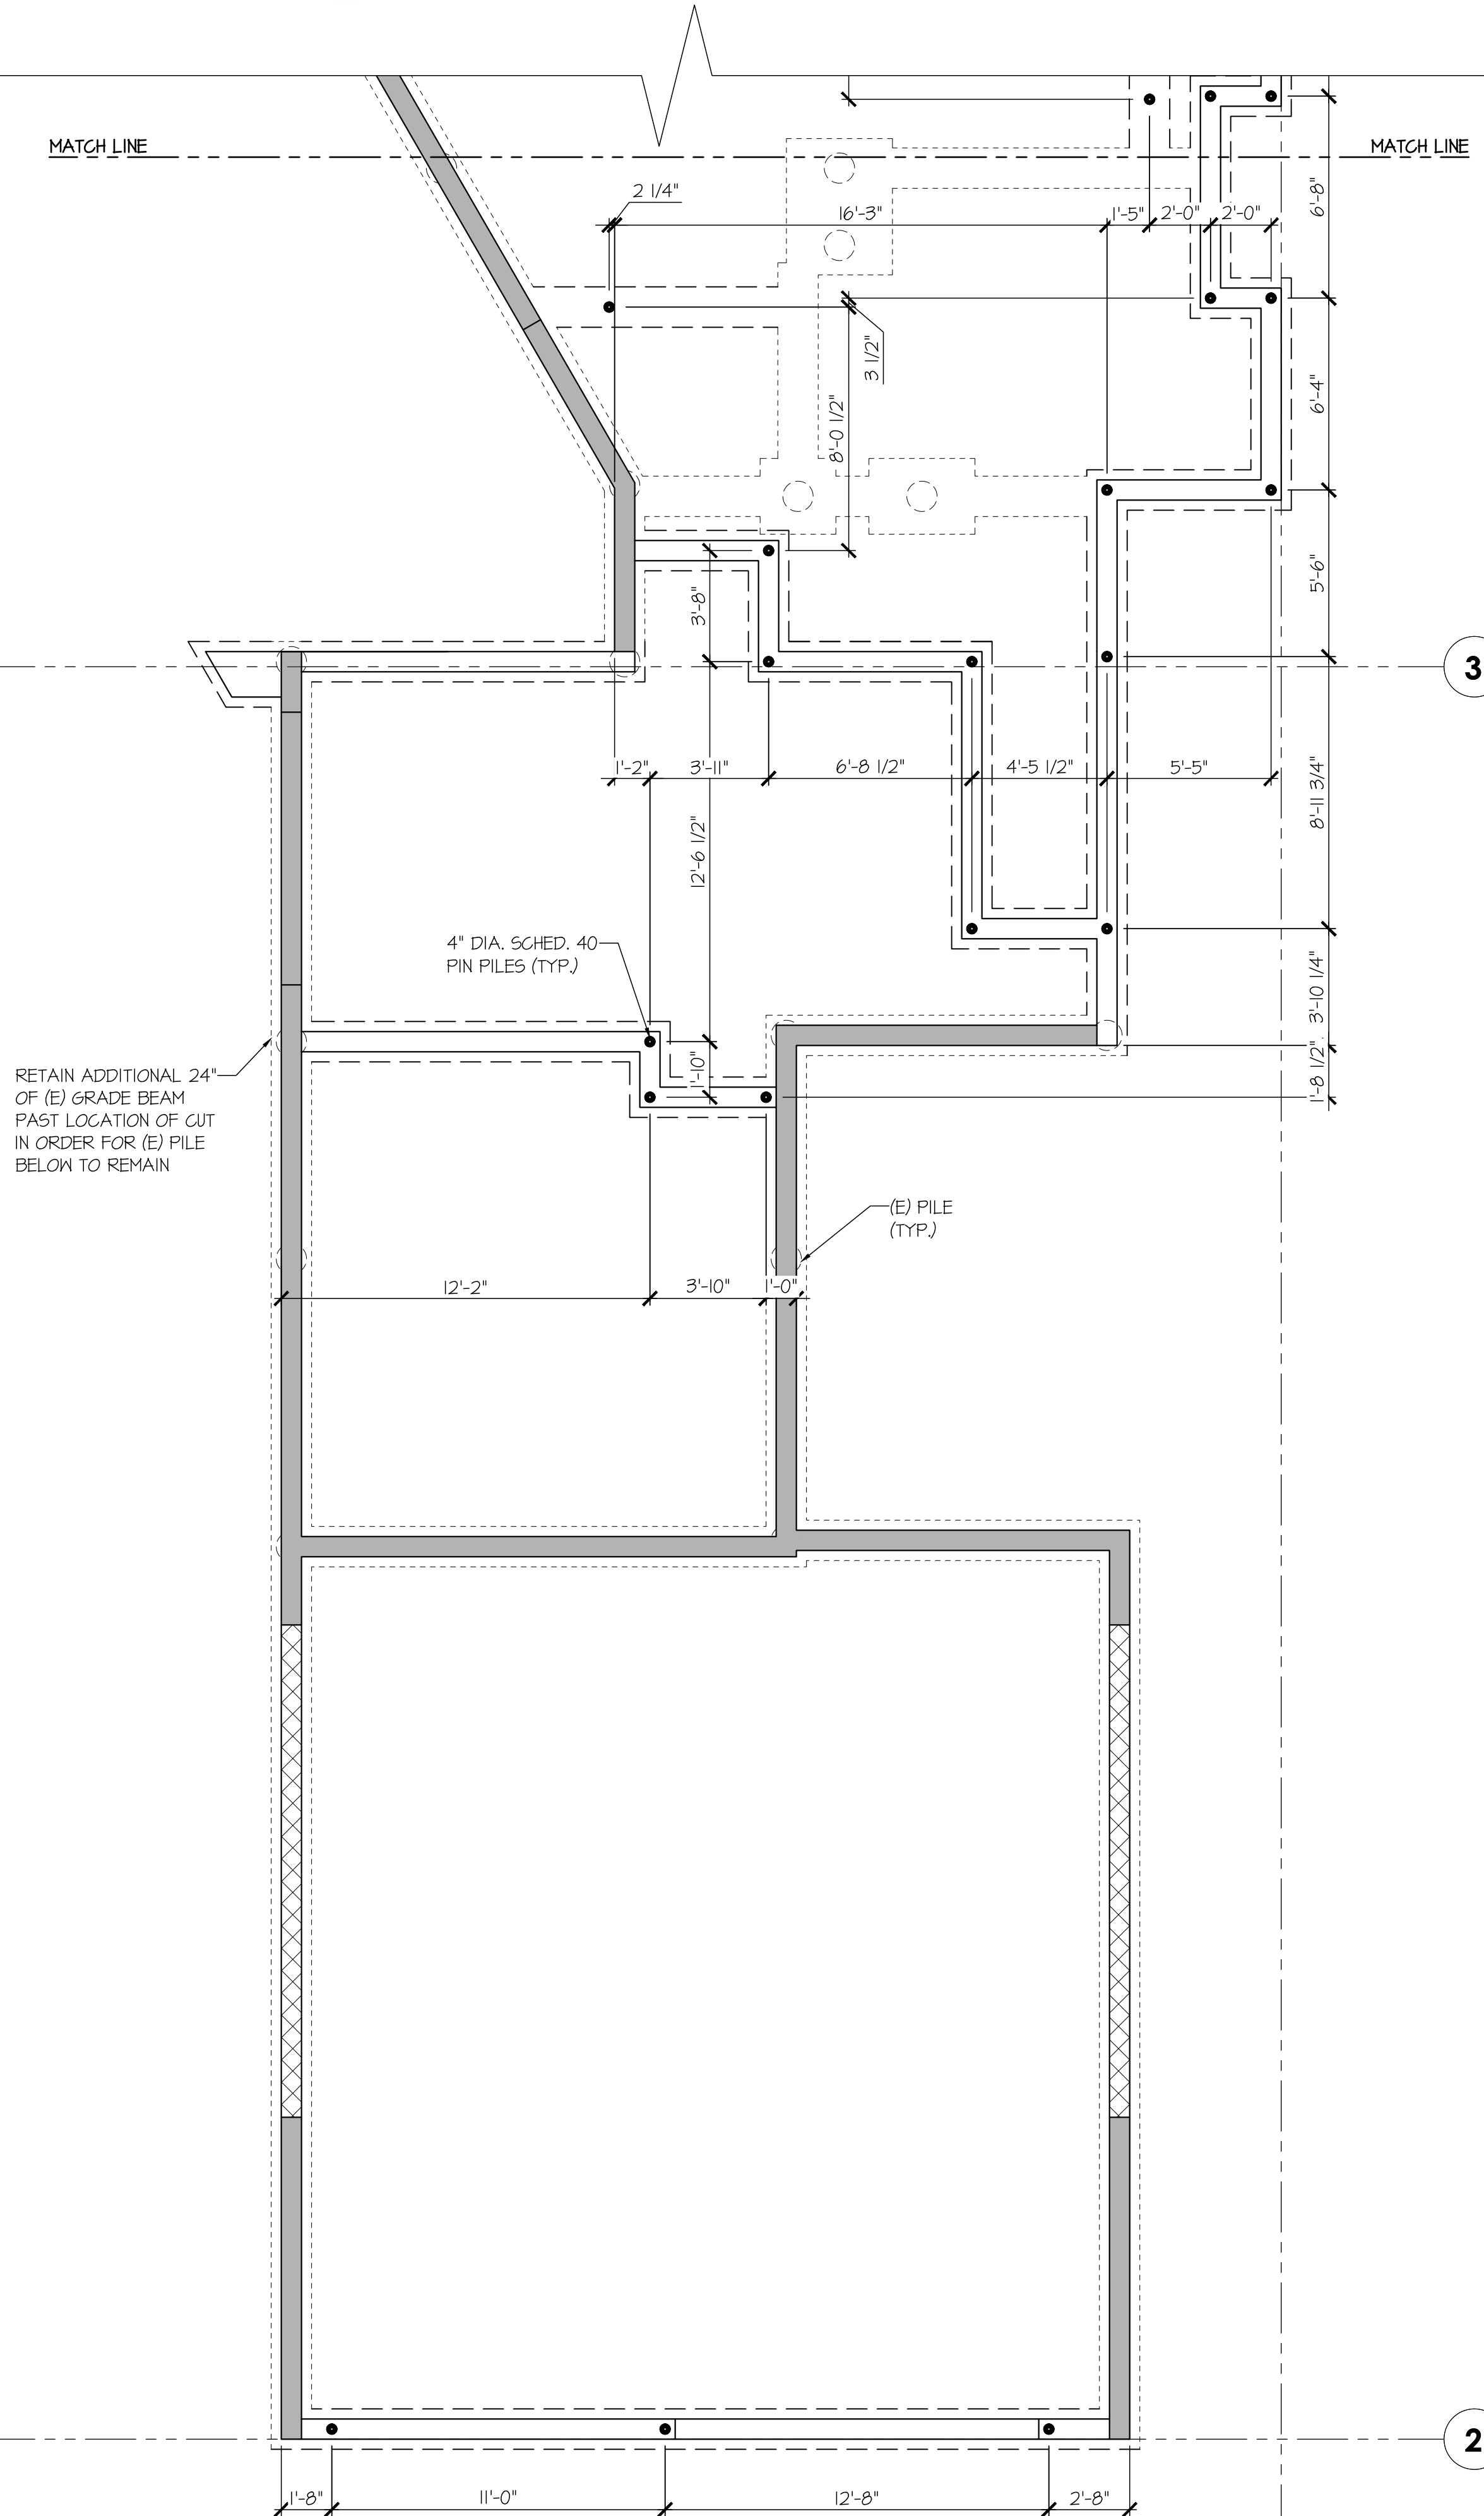 MATCH LINE
MATCH LINE
2 1/4"
16'-3"
1'-5"
2'-0"
2'-0"
6'-8"
3 1/2"
8'-0 1/2"
6'-4"
3'-8"
5'-6"
3
1'-2"
3'-11"
6'-8 1/2"
4'-5 1/2"
5'-5"
12'-6 1/2"
8'-11 3/4"
4" DIA. SCHED. 40
PIN PILES (TYP.)
3'-10 1/4"
1'-10"
1'-8 1/2"
RETAIN ADDITIONAL 24"
OF (E) GRADE BEAM
PAST LOCATION OF CUT
IN ORDER FOR (E) PILE
BELOW TO REMAIN
(E) PILE
(TYP.)
12'-2"
3'-10"
1'-0"
2
1'-8"
11'-0"
12'-8"
2'-8"